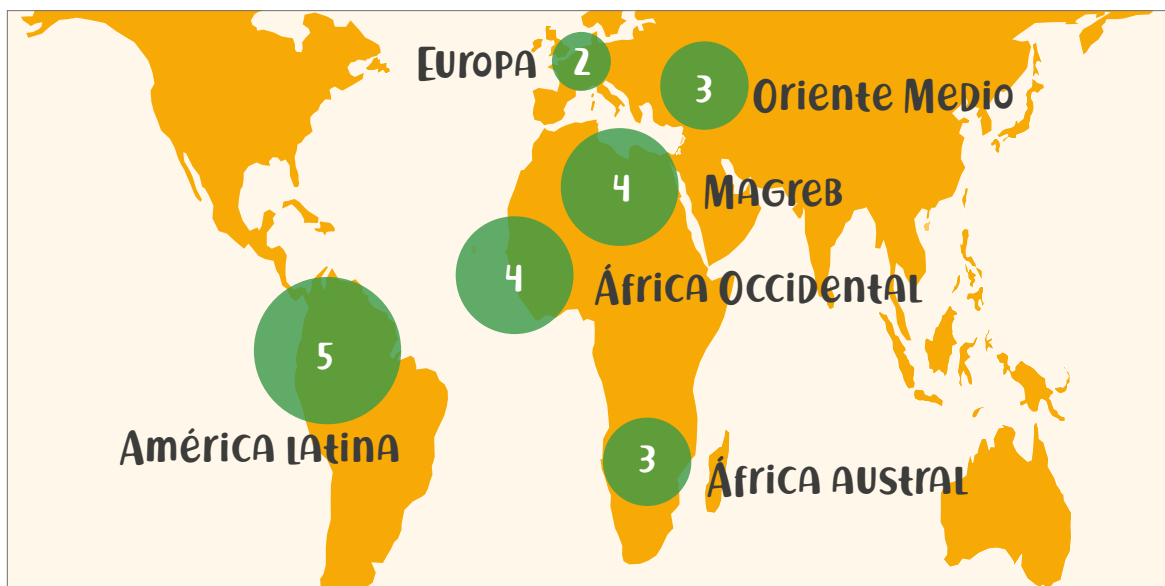 Europa
2
3
Oriente Medio
4
Magreb
4
África Occidental
5
América Latina
3
África austral